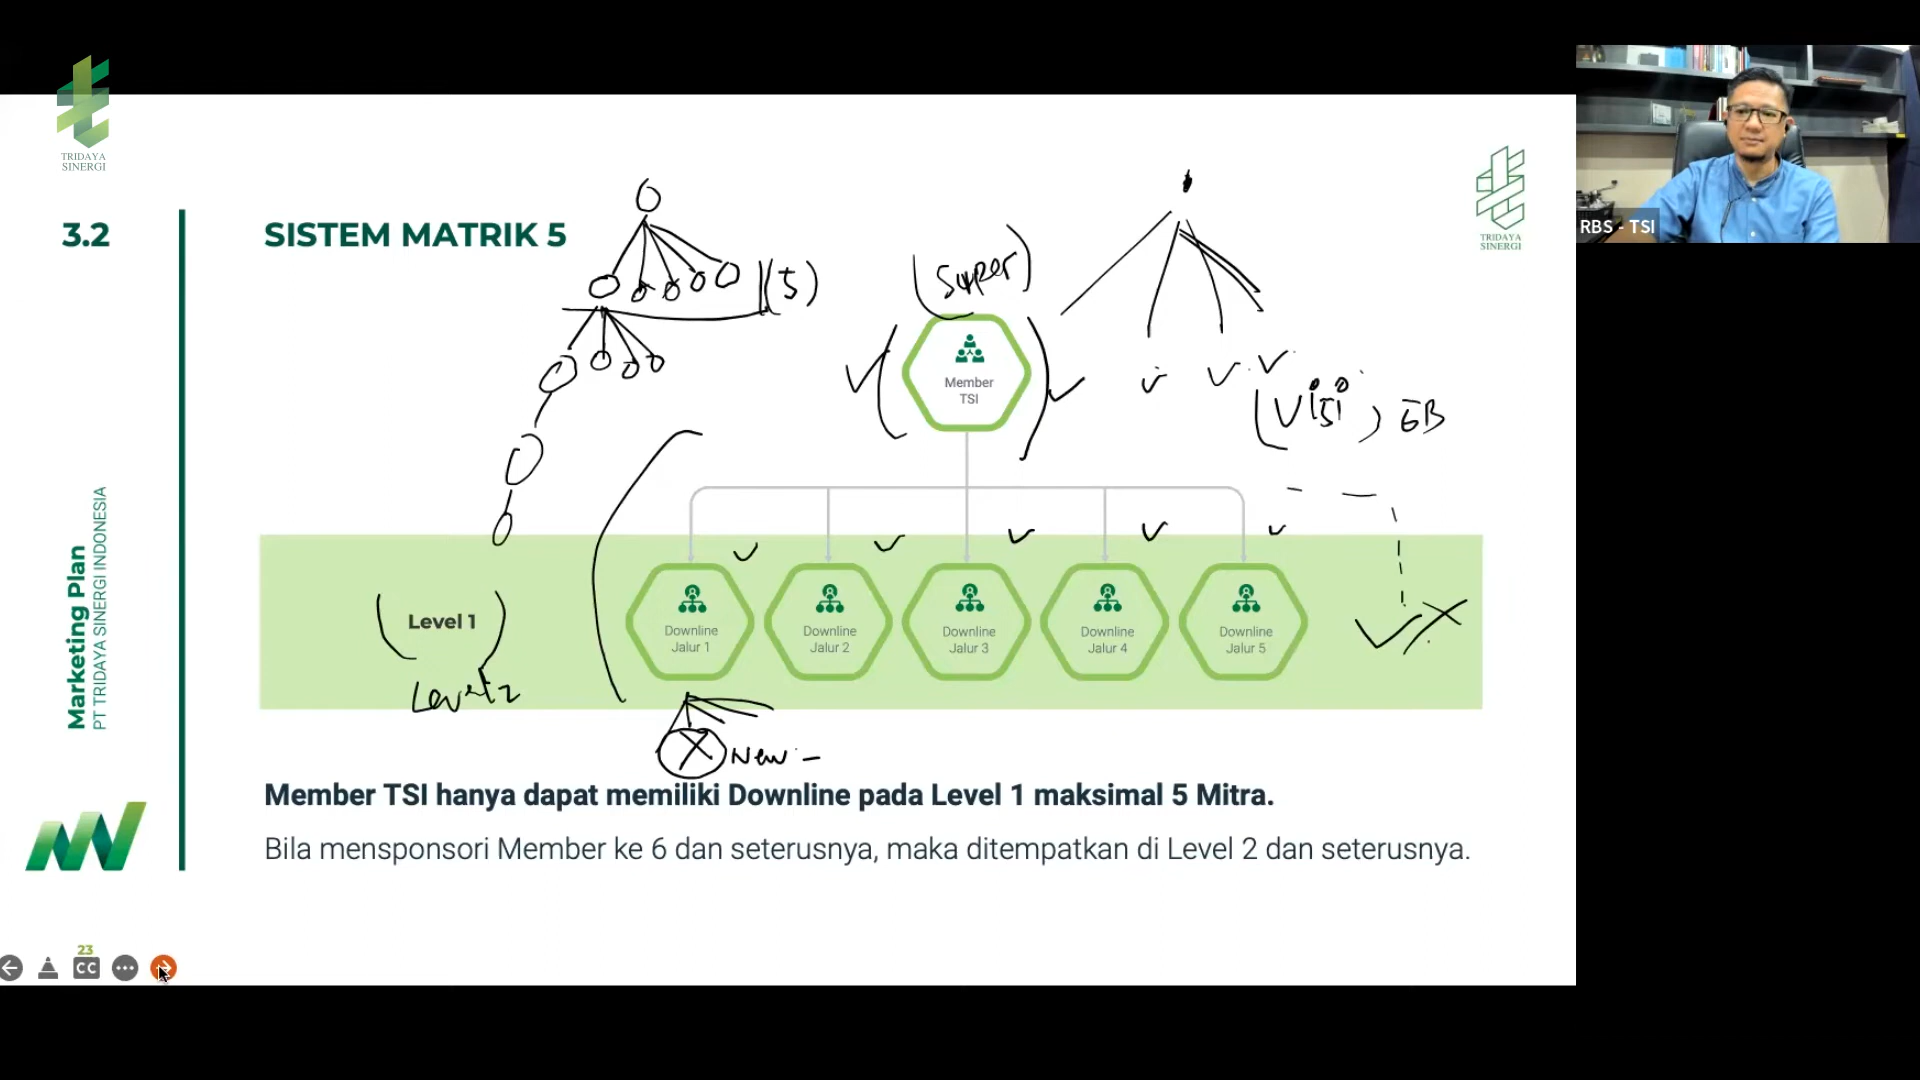 TRIDAYA
SINERGI
RBS - TSI
3.2
SISTEM MATRIK 5
(5)
(Super)
TRIDAYA
SINERGI
Member
TSI
(Visi) EB
Marketing Plan
PT TRIDAYA SINERGI INDONESIA
Level 1
Level 2
Downline
Jalur 1
Downline
Jalur 2
Downline
Jalur 3
Downline
Jalur 4
Downline
Jalur 5
New
Member TSI hanya dapat memiliki Downline pada Level 1 maksimal 5 Mitra.
Bila mensponsori Member ke 6 dan seterusnya, maka ditempatkan di Level 2 dan seterusnya.
23
CC